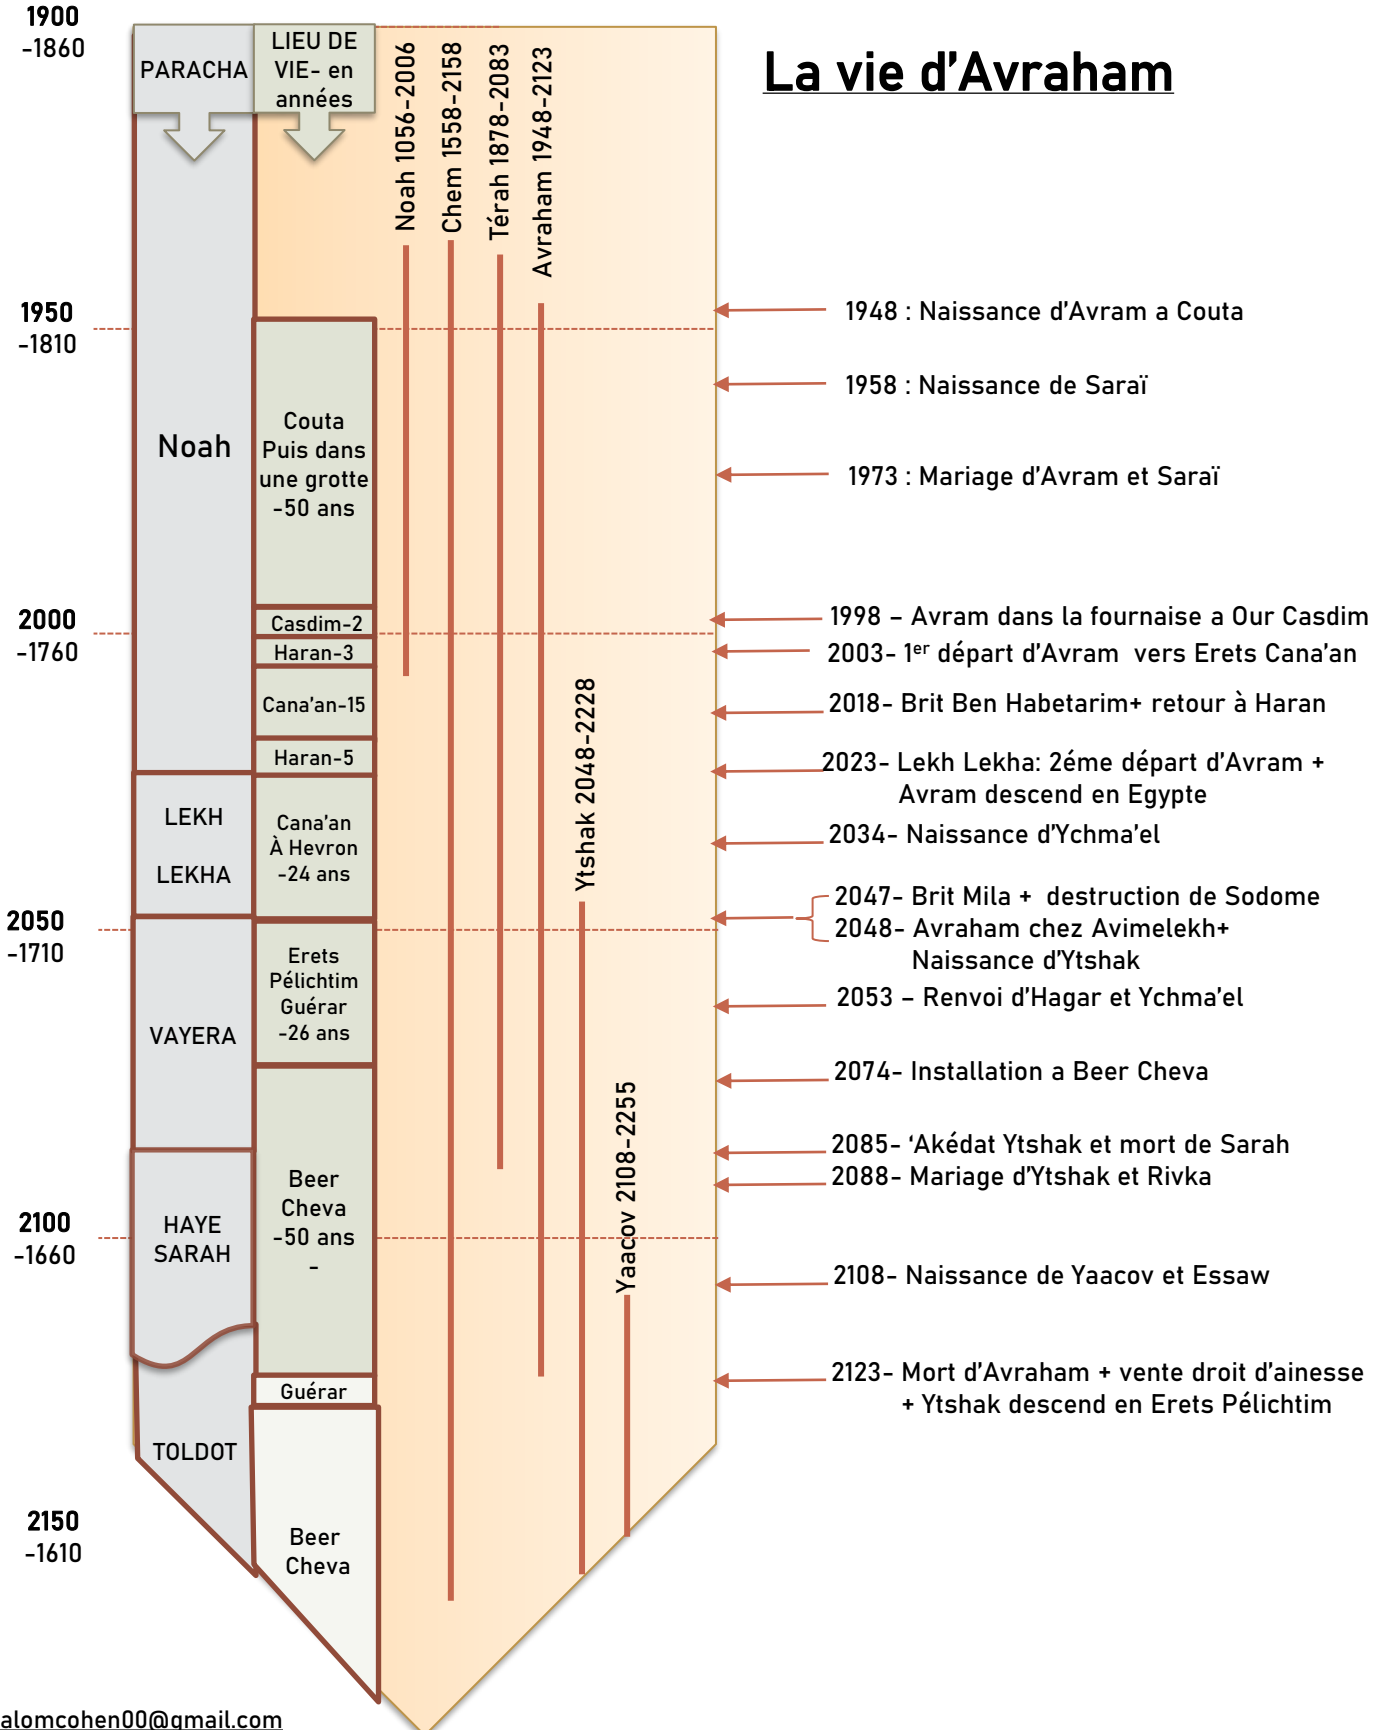 La vie d'Avraham
1900
-1860
PARACHA
LIEU DE
VIE- en
années
Noah 1056-2006
Chem 1558-2158
Térah 1878-2083
Avraham 1948-2123
1950
-1810
1948 : Naissance d'Avram a Couta
1958 : Naissance de Saraï
Noah
Couta
Puis dans
une grotte
-50 ans
1973 : Mariage d'Avram et Saraï
2000
-1760
Casdim-2
1998 – Avram dans la fournaise a Our Casdim
Haran-3
2003- 1er départ d'Avram vers Erets Cana'an
Cana'an-15
2018- Brit Ben Habetarim+ retour à Haran
Haran-5
2023- Lekh Lekha: 2éme départ d'Avram +
Avram descend en Egypte
Ytshak 2048-2228
LEKH
LEKHA
Cana'an
À Hevron
-24 ans
2034- Naissance d'Ychma'el
2050
-1710
2047- Brit Mila + destruction de Sodome
2048- Avraham chez Avimelekh+
Naissance d'Ytshak
Erets
Pélichtim
Guérar
-26 ans
2053 – Renvoi d'Hagar et Ychma'el
VAYERA
2074- Installation a Beer Cheva
Yaacov 2108-2255
2085- 'Akédat Ytshak et mort de Sarah
2088- Mariage d'Ytshak et Rivka
2100
-1660
HAYE
SARAH
Beer
Cheva
-50 ans
-
2108- Naissance de Yaacov et Essaw
Guérar
2123- Mort d'Avraham + vente droit d'ainesse
+ Ytshak descend en Erets Pélichtim
TOLDOT
2150
-1610
Beer
Cheva
alomcohen00@gmail.com